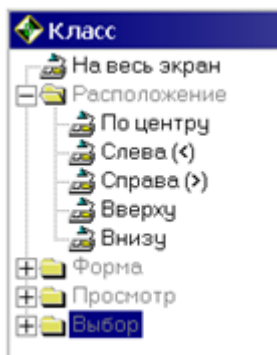 Класс
На весь экран
Расположение
По центру
Слева (<)
Справа (>)
Вверху
Внизу
Форма
Просмотр
Выбор